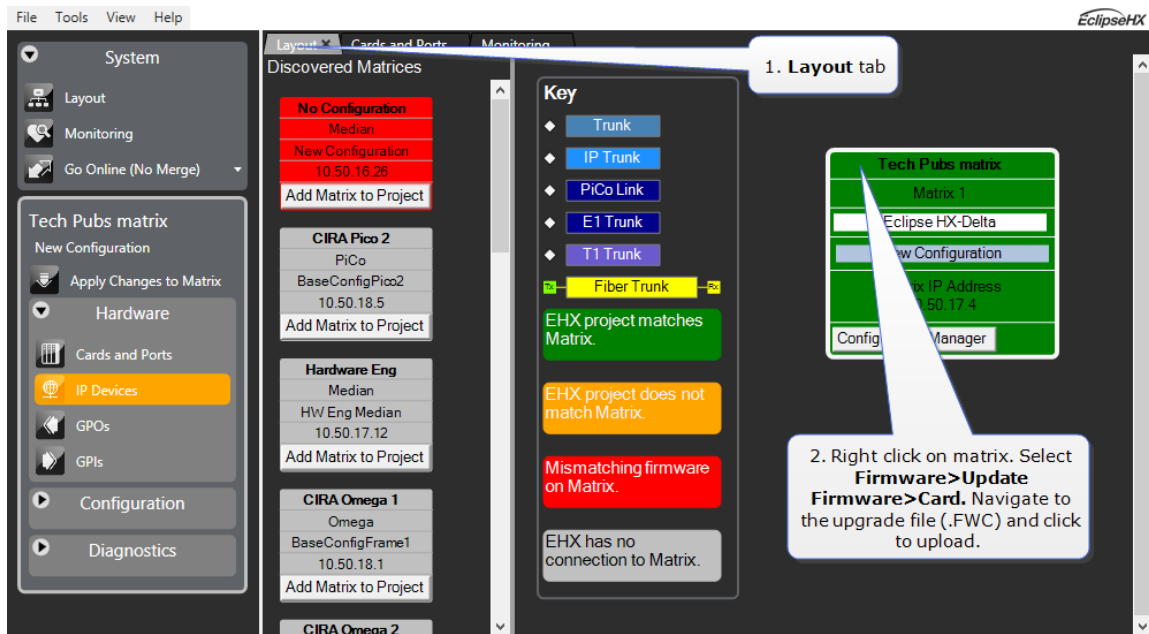 File Tools View Help
EclipseHX
System
Layout
Monitoring
Go Online (No Merge)
Tech Pubs matrix
New Configuration
Apply Changes to Matrix
Hardware
Cards and Ports
IP Devices
GPOs
GPIs
Configuration
Diagnostics
Layout Cards and Ports Monitoring
Discovered Matrices
No Configuration
Median
New Configuration
10.50.16.26
Add Matrix to Project
CIRA Pico 2
PiCo
BaseConfigPico2
10.50.18.5
Add Matrix to Project
Hardware Eng
Median
HW Eng Median
10.50.17.12
Add Matrix to Project
CIRA Omega 1
Omega
BaseConfigFrame1
10.50.18.1
Add Matrix to Project
CIRA Omega 2
Key
Trunk
IP Trunk
PiCo Link
E1 Trunk
T1 Trunk
Tx Fiber Trunk Rx
EHX project matches
Matrix.
EHX project does not
match Matrix.
Mismatching firmware
on Matrix.
EHX has no
connection to Matrix.
1. Layout tab
Tech Pubs matrix
Matrix 1
Eclipse HX-Delta
New Configuration
IP Address
.50.17.4
Manager
2. Right click on matrix. Select
Firmware>Update
Firmware>Card. Navigate to
the upgrade file (.FWC) and click
to upload.